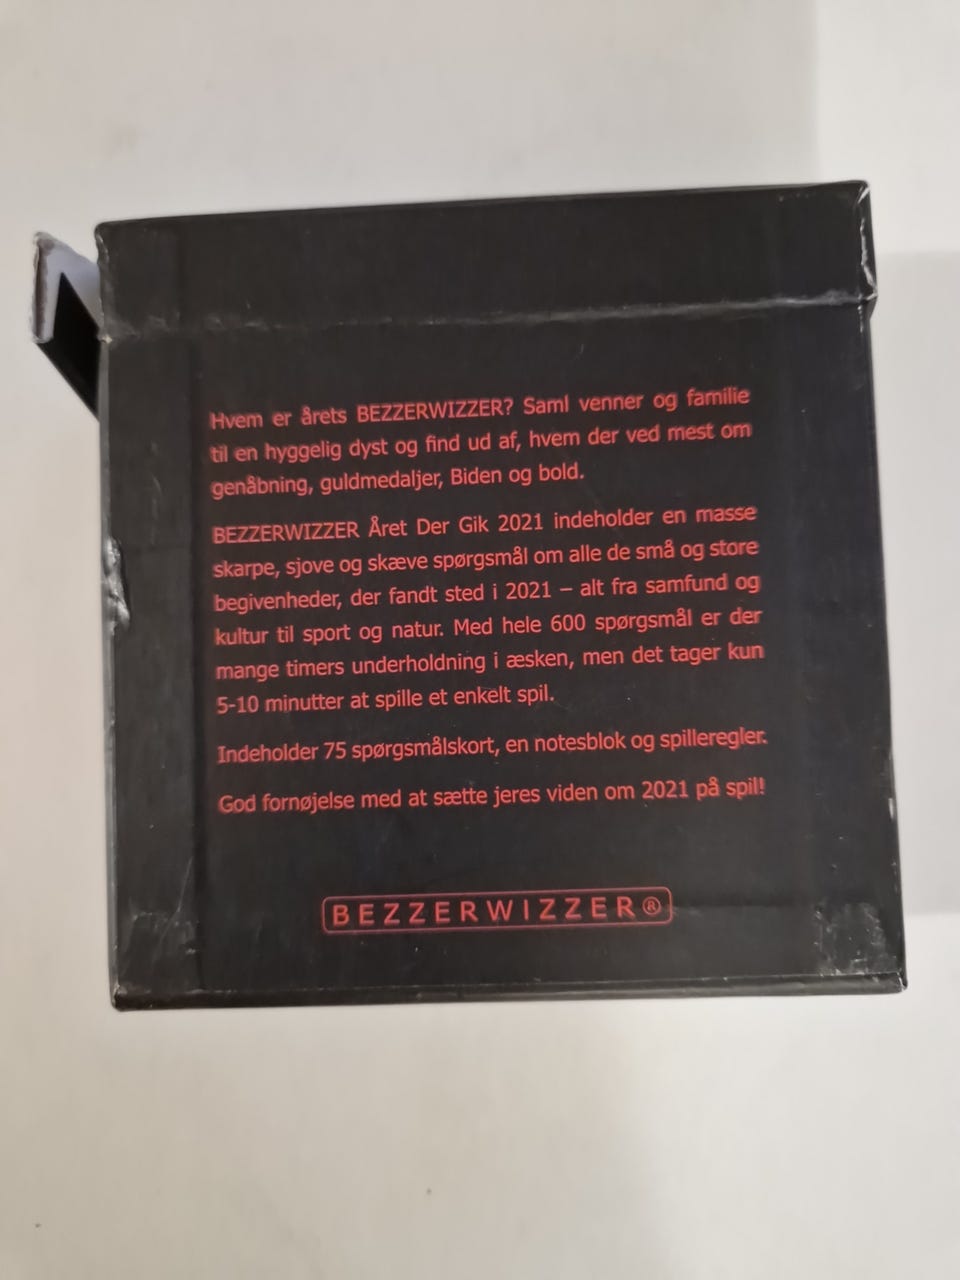 Hvem er årets BEZZERWIZZER? Saml venner og familie
til en hyggelig dyst og find ud af, hvem der ved mest om
genåbning, guldmedaljer, Biden og bold.
BEZZERWIZZER Året Der Gik 2021 indeholder en masse
skarpe, sjove og skæve spørgsmål om alle de små og store
begivenheder, der fandt sted i 2021 – alt fra samfund og
kultur til sport og natur. Med hele 600 spørgsmål er der
mange timers underholdning i æsken, men det tager kun
5-10 minutter at spille et enkelt spil.
Indeholder 75 spørgsmålskort, en notesblok og spilleregler.
God fornøjelse med at sætte jeres viden om 2021 på spil!
BEZZERWIZZER®